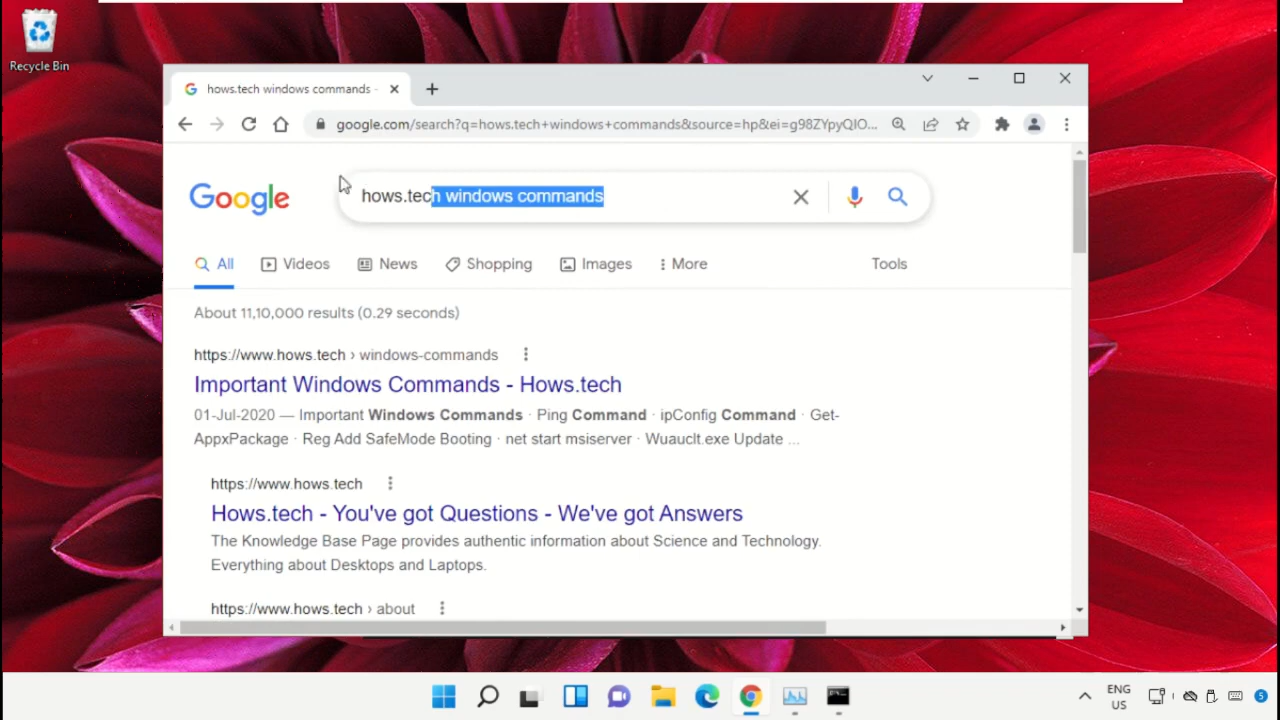 Recycle Bin
hows.tech windows commands -
google.com/search?q=hows.tech+windows+commands&source=hp&ei=g98ZYpyQIO...
Google
hows.tech windows commands
All
Videos
News
Shopping
Images
More
Tools
About 11,10,000 results (0.29 seconds)
https://www.hows.tech › windows-commands
Important Windows Commands - Hows.tech
01-Jul-2020 — Important Windows Commands · Ping Command · ipConfig Command · Get-
AppxPackage · Reg Add SafeMode Booting · net start msiserver · Wuauclt.exe Update ...
https://www.hows.tech
Hows.tech - You've got Questions - We've got Answers
The Knowledge Base Page provides authentic information about Science and Technology.
Everything about Desktops and Laptops.
https://www.hows.tech › about
ENG
US
5